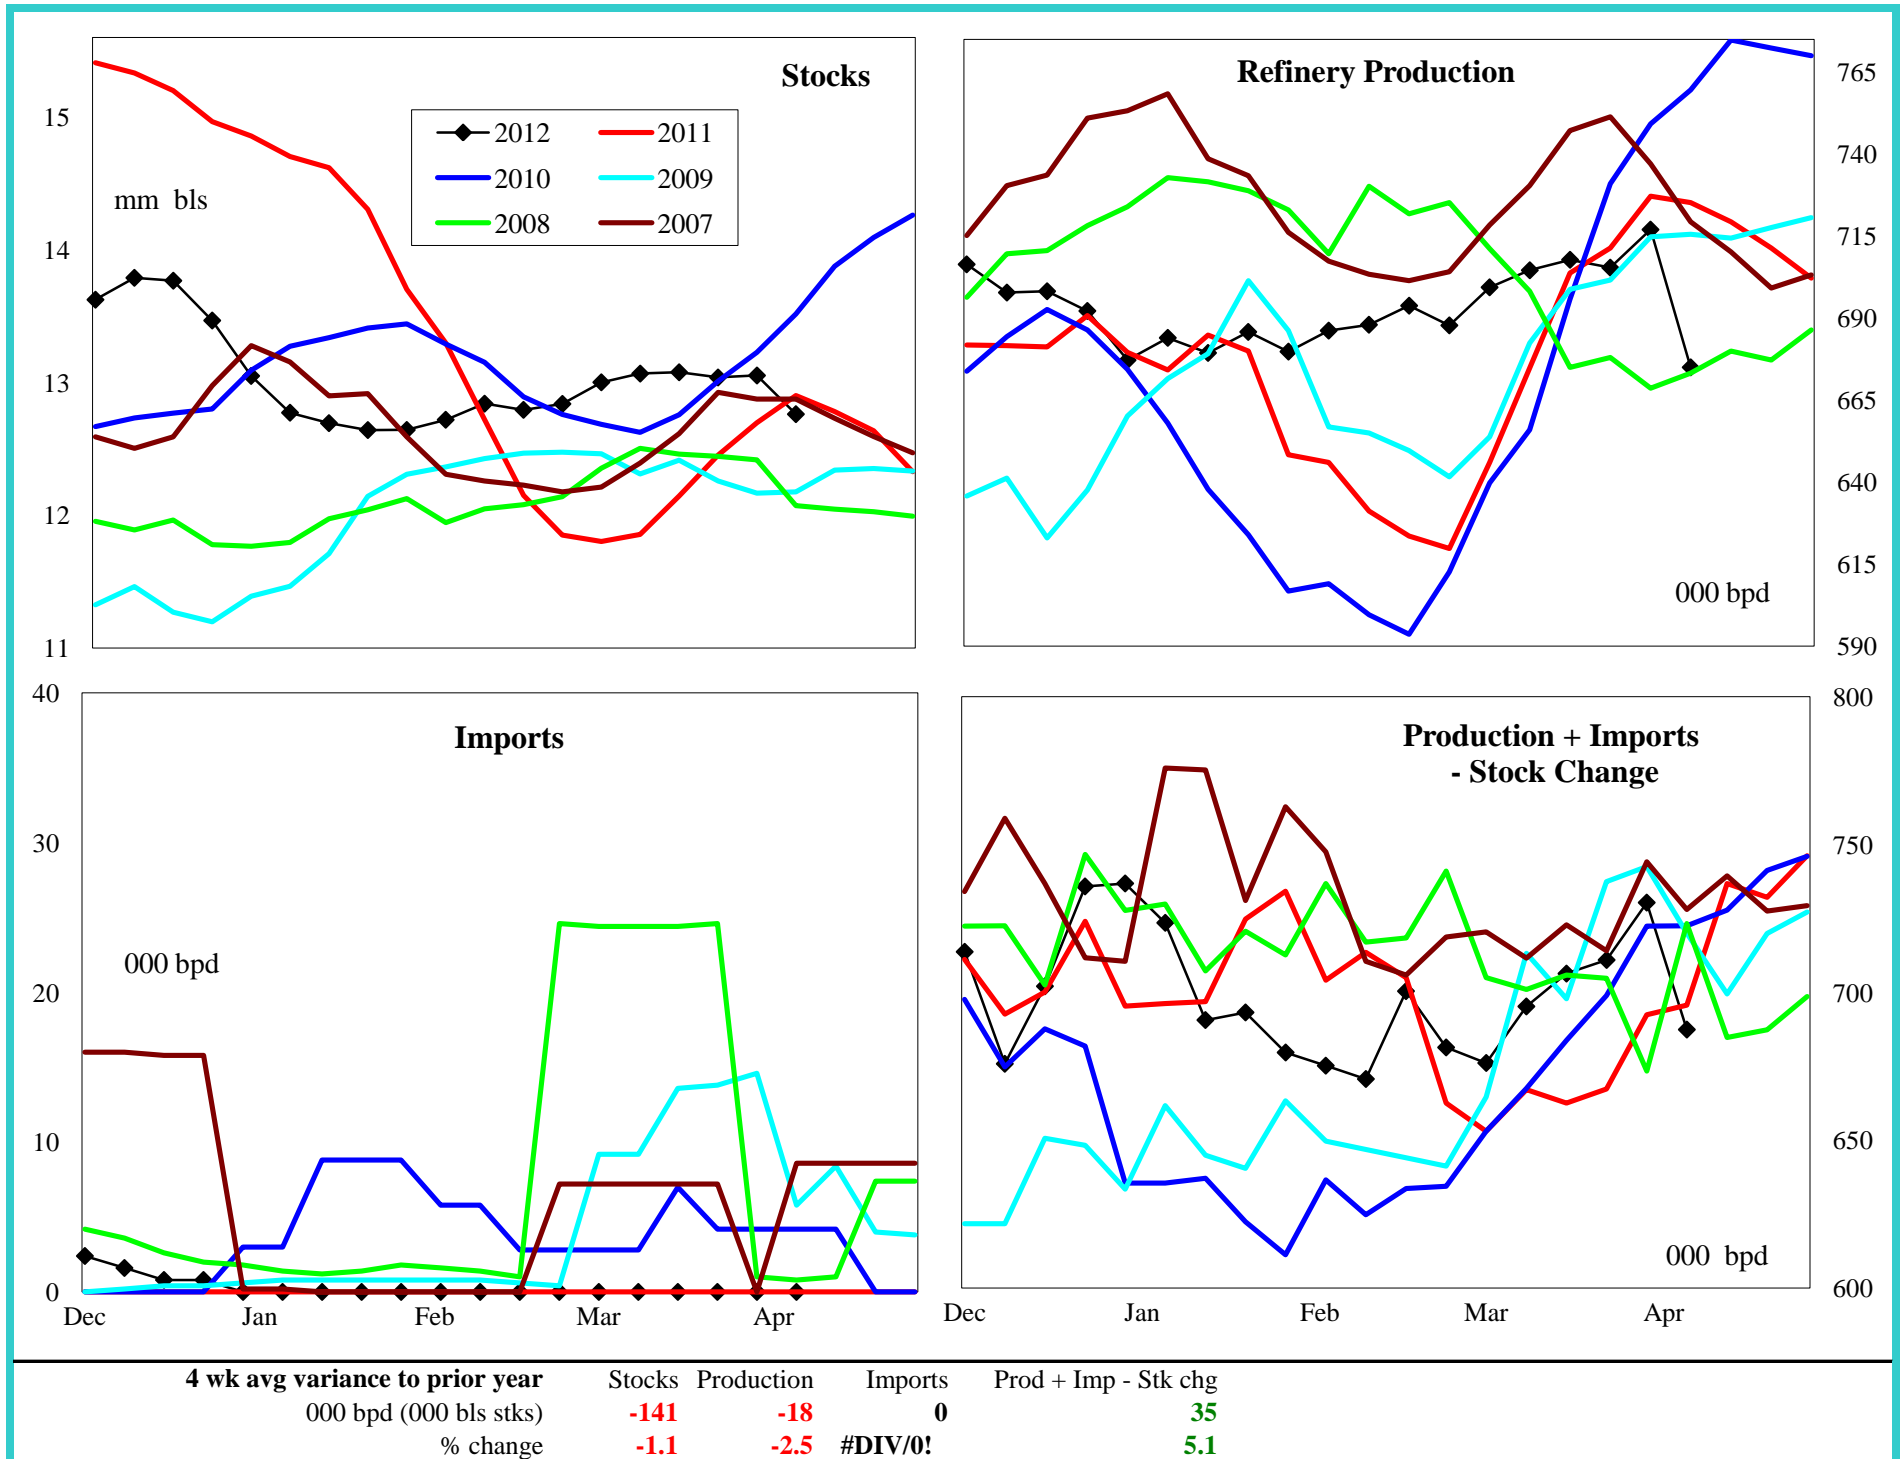 Stocks
15
14
13
12
11
mm bls
2012
2011
2010
2009
2008
2007
Refinery Production
765
740
715
690
665
640
615
590
000 bpd
Imports
40
30
20
10
0
000 bpd
Dec Jan Feb Mar Apr
Production + Imports
- Stock Change
800
750
700
650
600
000 bpd
Dec Jan Feb Mar Apr
4 wk avg variance to prior year Stocks Production Imports Prod + Imp - Stk chg
000 bpd (000 bls stks) -141 -18 0 35
% change -1.1 -2.5 #DIV/0! 5.1